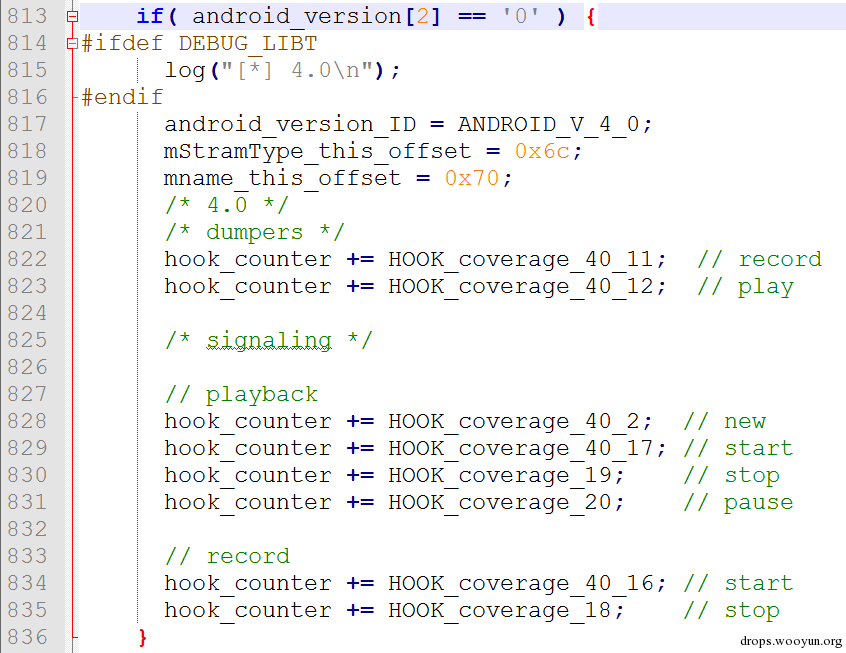 813     if( android_version[2] == '0' ) {
814 #ifdef DEBUG_LIBT
815       log("[*] 4.0\n");
816 #endif
817       android_version_ID = ANDROID_V_4_0;
818       mStramType_this_offset = 0x6c;
819       mname_this_offset = 0x70;
820       /* 4.0 */
821       /* dumpers */
822       hook_counter += HOOK_coverage_40_11;  // record
823       hook_counter += HOOK_coverage_40_12;  // play
824
825       /* signaling */
826
827       // playback
828       hook_counter += HOOK_coverage_40_2;  // new
829       hook_counter += HOOK_coverage_40_17; // start
830       hook_counter += HOOK_coverage_19;    // stop
831       hook_counter += HOOK_coverage_20;    // pause
832
833       // record
834       hook_counter += HOOK_coverage_40_16; // start
835       hook_counter += HOOK_coverage_18;    // stop
836     }
drops.wooyun.org